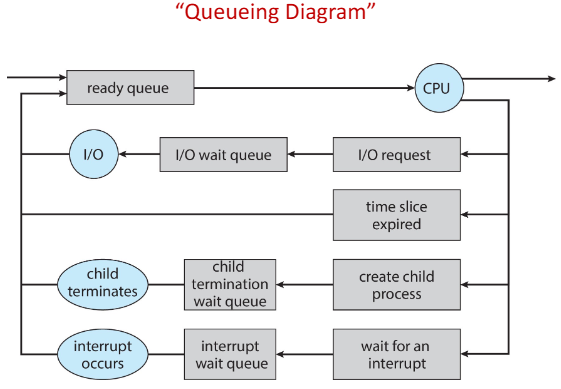 “Queueing Diagram”
ready queue
CPU
I/O
I/O wait queue
I/O request
time slice
expired
child
terminates
child
termination
wait queue
create child
process
interrupt
occurs
interrupt
wait queue
wait for an
interrupt